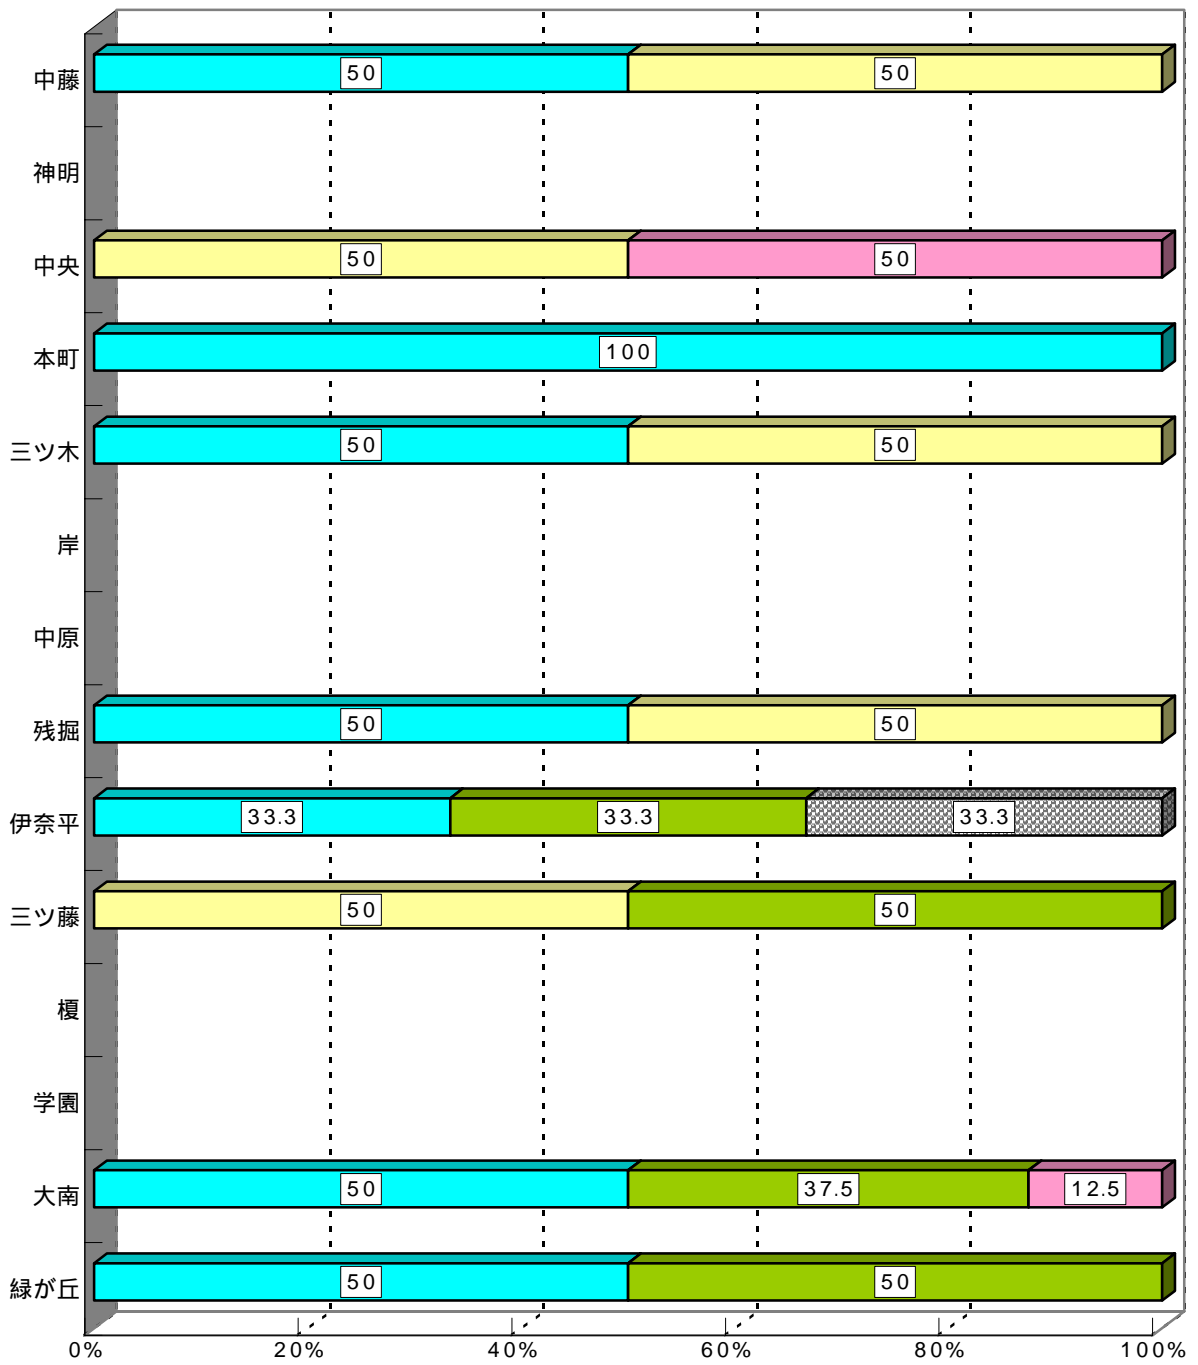 中藤 50 50
神明
中央 50 50
本町 100
三ツ木 50 50
岸
中原
残掘 50 50
伊奈平 33.3 33.3 33.3
三ツ藤 50 50
榎
学園
大南 50 37.5 12.5
緑が丘 50 50
0% 20% 40% 60% 80% 100%